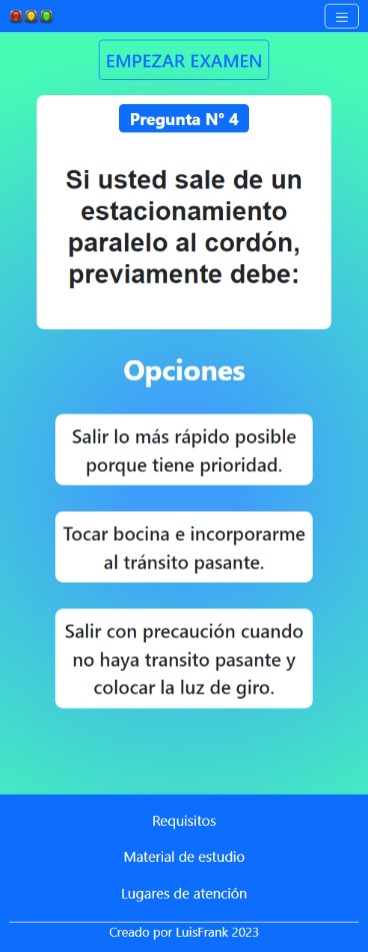 EMPEZAR EXAMEN
Pregunta N° 4
Si usted sale de un
estacionamiento
paralelo al cordón,
previamente debe:
Opciones
Salir lo más rápido posible
porque tiene prioridad.
Tocar bocina e incorporarme
al tránsito pasante.
Salir con precaución cuando
no haya transito pasante y
colocar la luz de giro.
Requisitos
Material de estudio
Lugares de atención
Creado por LuisFrank 2023